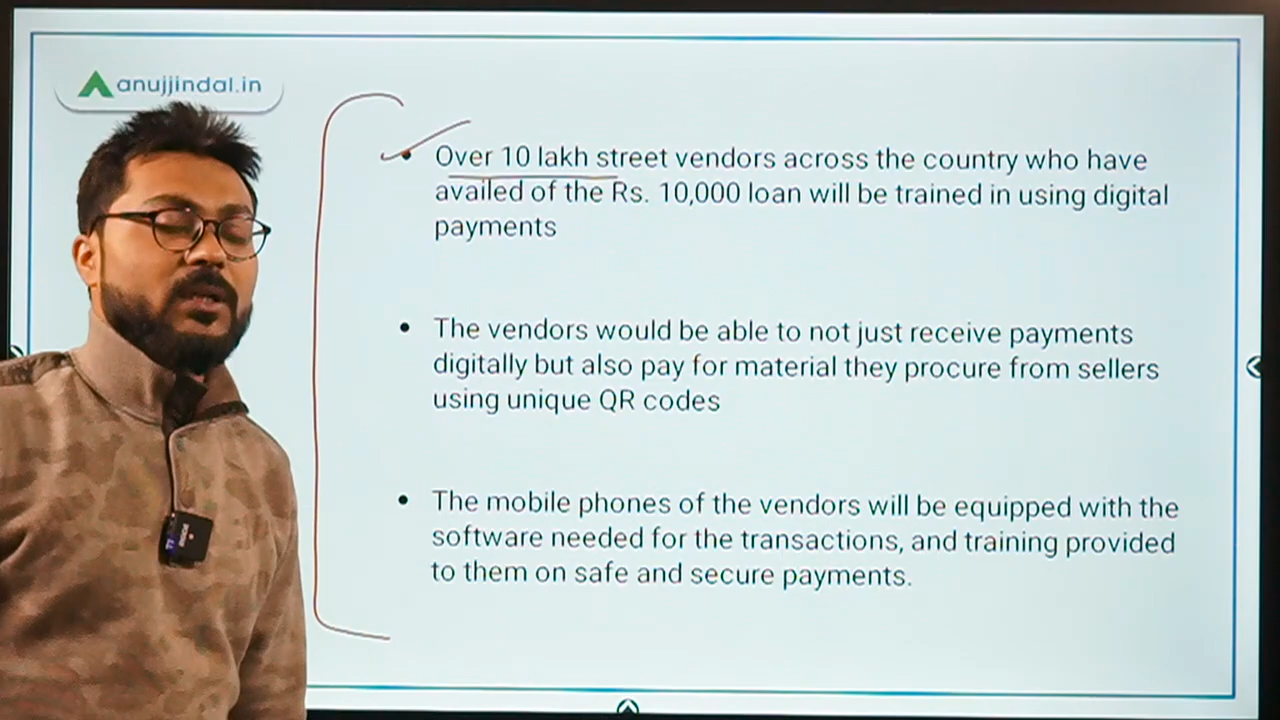 anujjindal.in
• Over 10 lakh street vendors across the country who have
availed of the Rs. 10,000 loan will be trained in using digital
payments
• The vendors would be able to not just receive payments
digitally but also pay for material they procure from sellers
using unique QR codes
• The mobile phones of the vendors will be equipped with the
software needed for the transactions, and training provided
to them on safe and secure payments.